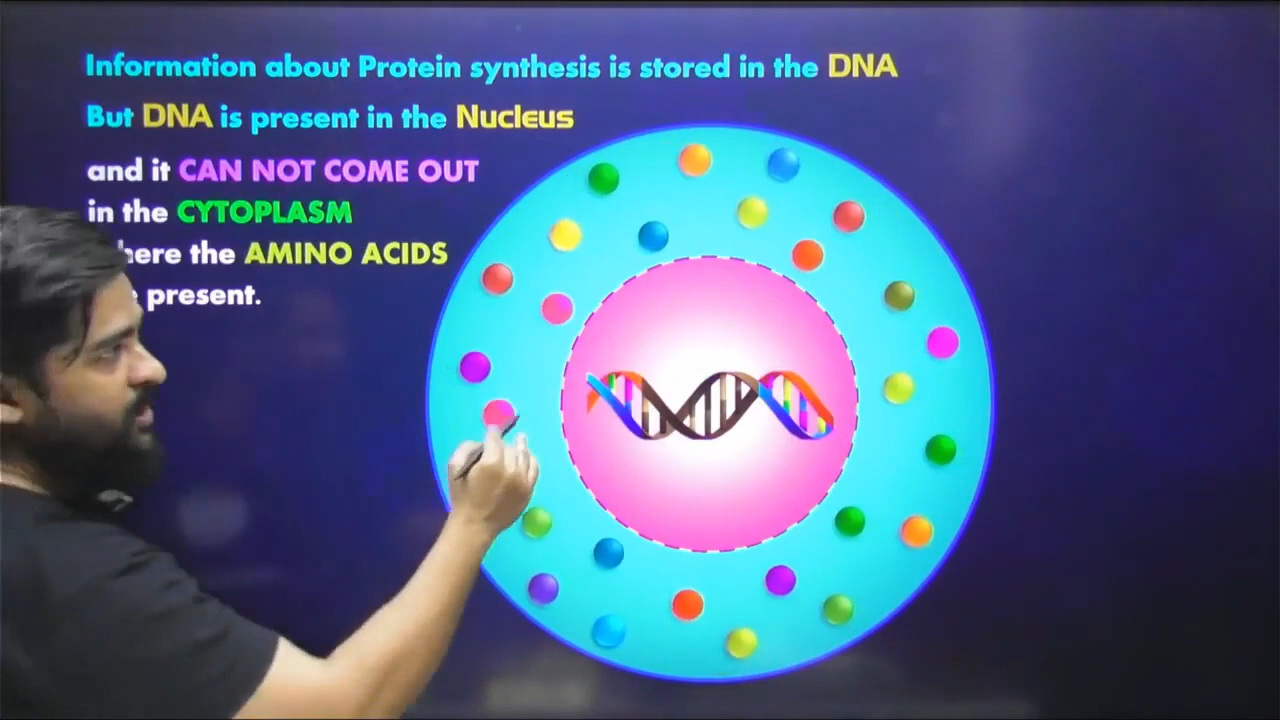 Information about Protein synthesis is stored in the DNA
But DNA is present in the Nucleus
and it CAN NOT COME OUT
in the CYTOPLASM
here the AMINO ACIDS
present.